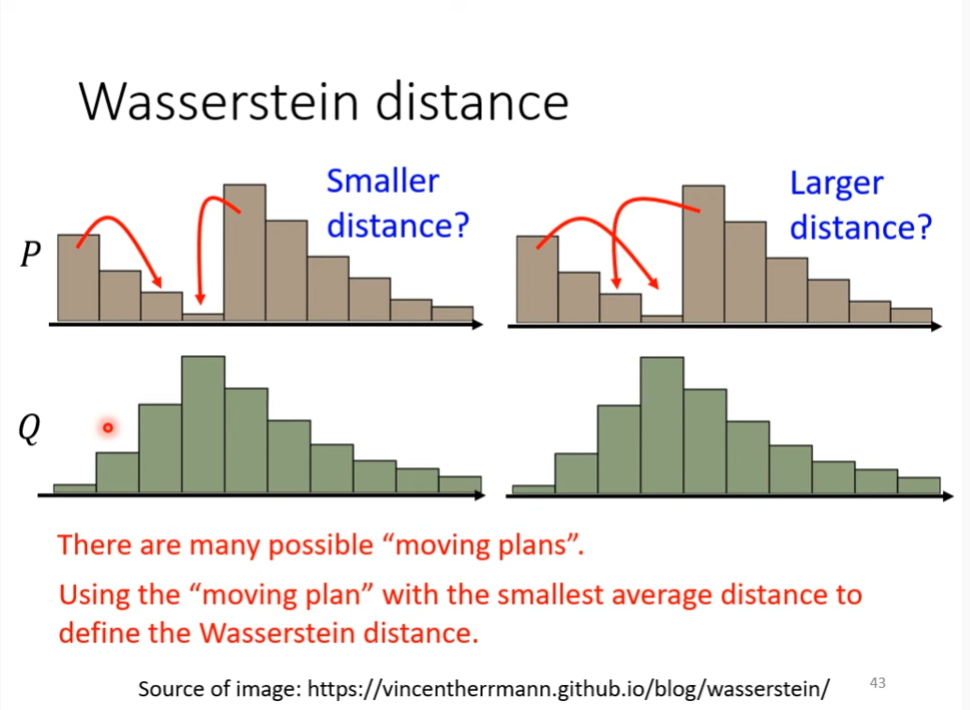 Wasserstein distance
Smaller
distance?
Larger
distance?
P
Q
There are many possible “moving plans”.
Using the “moving plan” with the smallest average distance to
define the Wasserstein distance.
Source of image: https://vincentherrmann.github.io/blog/wasserstein/
43